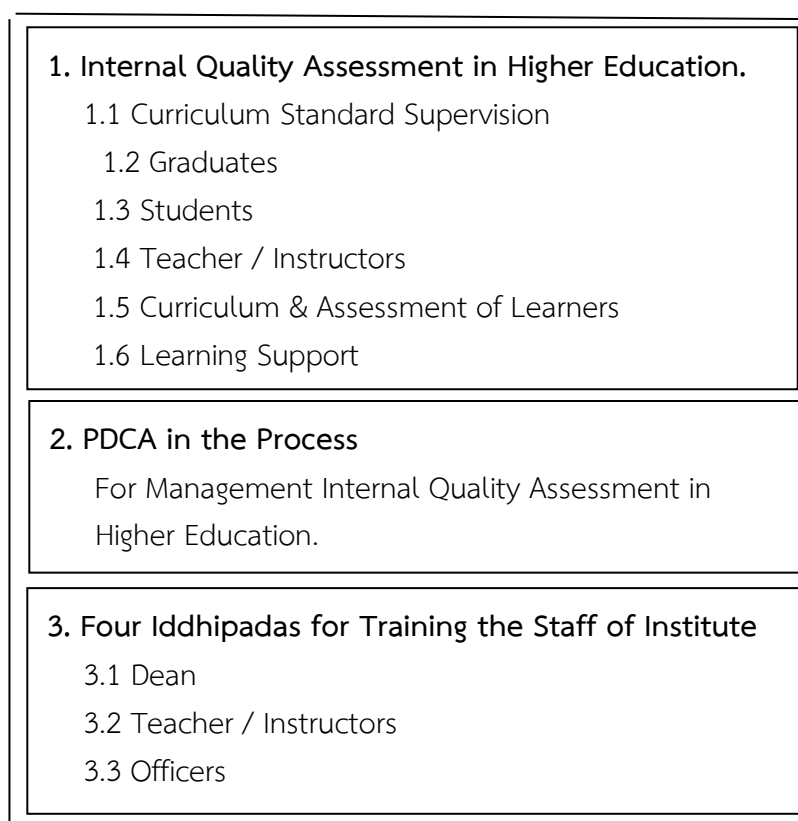 1. Internal Quality Assessment in Higher Education.
1.1 Curriculum Standard Supervision
1.2 Graduates
1.3 Students
1.4 Teacher / Instructors
1.5 Curriculum & Assessment of Learners
1.6 Learning Support
2. PDCA in the Process
For Management Internal Quality Assessment in
Higher Education.
3. Four Iddhipadas for Training the Staff of Institute
3.1 Dean
3.2 Teacher / Instructors
3.3 Officers